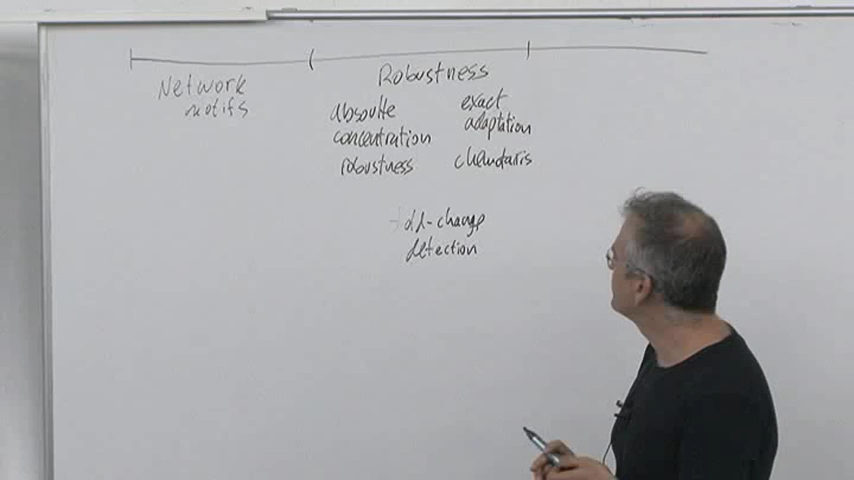 Network
motifs
Robustness
absoulte
concentration
robustness
exact
adaptation
chemotaxis
fold-change
detection